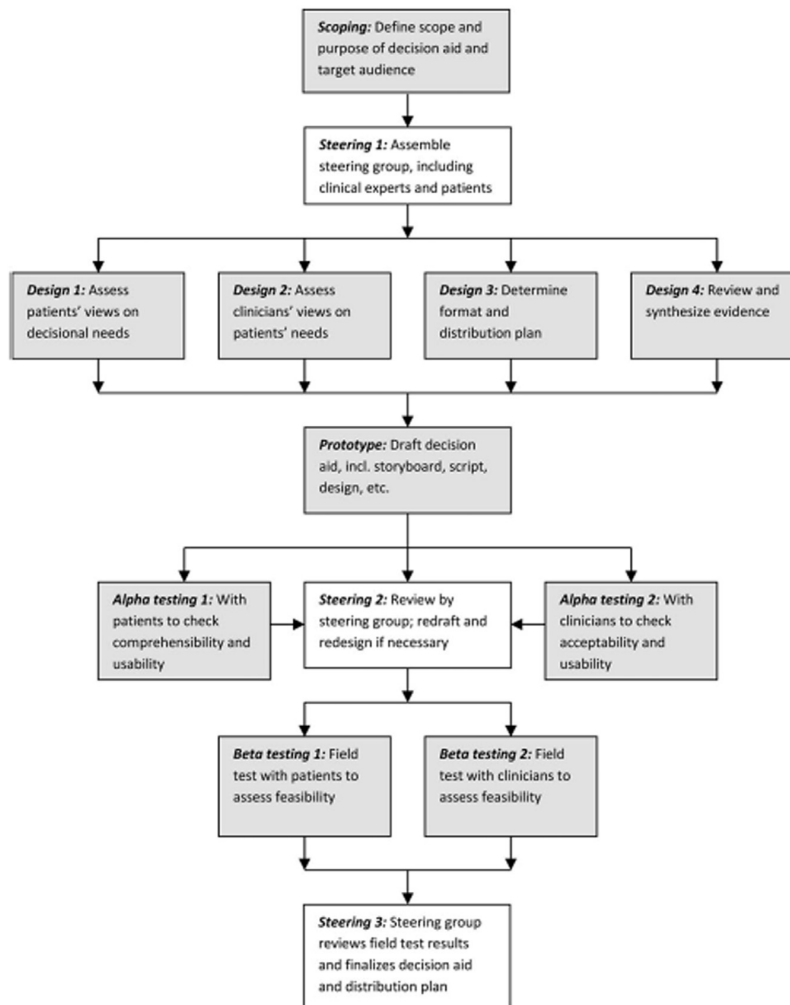 Scoping: Define scope and
purpose of decision aid and
target audience
Steering 1: Assemble
steering group, including
clinical experts and patients
Design 1: Assess
patients' views on
decisional needs
Design 2: Assess
clinicians' views on
patients' needs
Design 3: Determine
format and
distribution plan
Design 4: Review and
synthesize evidence
Prototype: Draft decision
aid, incl. storyboard, script,
design, etc.
Alpha testing 1: With
patients to check
comprehensibility and
usability
Steering 2: Review by
steering group; redraft and
redesign if necessary
Alpha testing 2: With
clinicians to check
acceptability and
usability
Beta testing 1: Field
test with patients to
assess feasibility
Beta testing 2: Field
test with clinicians to
assess feasibility
Steering 3: Steering group
reviews field test results
and finalizes decision aid
and distribution plan